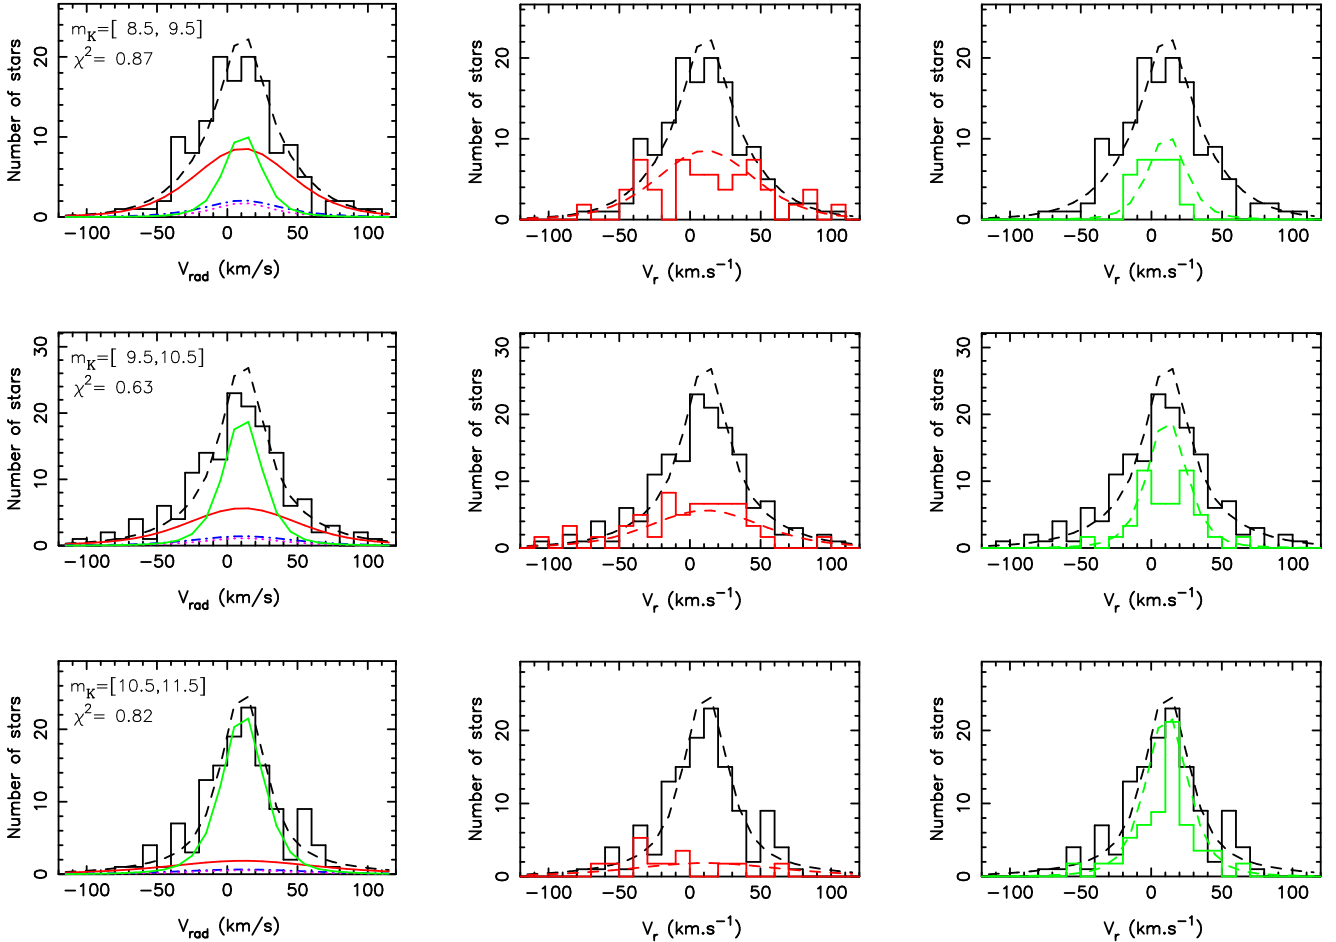 Number of stars
20
10
0
m_K=[ 8.5, 9.5]
χ²= 0.87
−100 −50 0 50 100
V_rad (km/s)
Number of stars
20
10
0
−100 −50 0 50 100
V_r (km.s⁻¹)
Number of stars
20
10
0
−100 −50 0 50 100
V_r (km.s⁻¹)
Number of stars
30
20
10
0
m_K=[ 9.5,10.5]
χ²= 0.63
−100 −50 0 50 100
V_rad (km/s)
Number of stars
30
20
10
0
−100 −50 0 50 100
V_r (km.s⁻¹)
Number of stars
30
20
10
0
−100 −50 0 50 100
V_r (km.s⁻¹)
Number of stars
20
10
0
m_K=[10.5,11.5]
χ²= 0.82
−100 −50 0 50 100
V_rad (km/s)
Number of stars
20
10
0
−100 −50 0 50 100
V_r (km.s⁻¹)
Number of stars
20
10
0
−100 −50 0 50 100
V_r (km.s⁻¹)